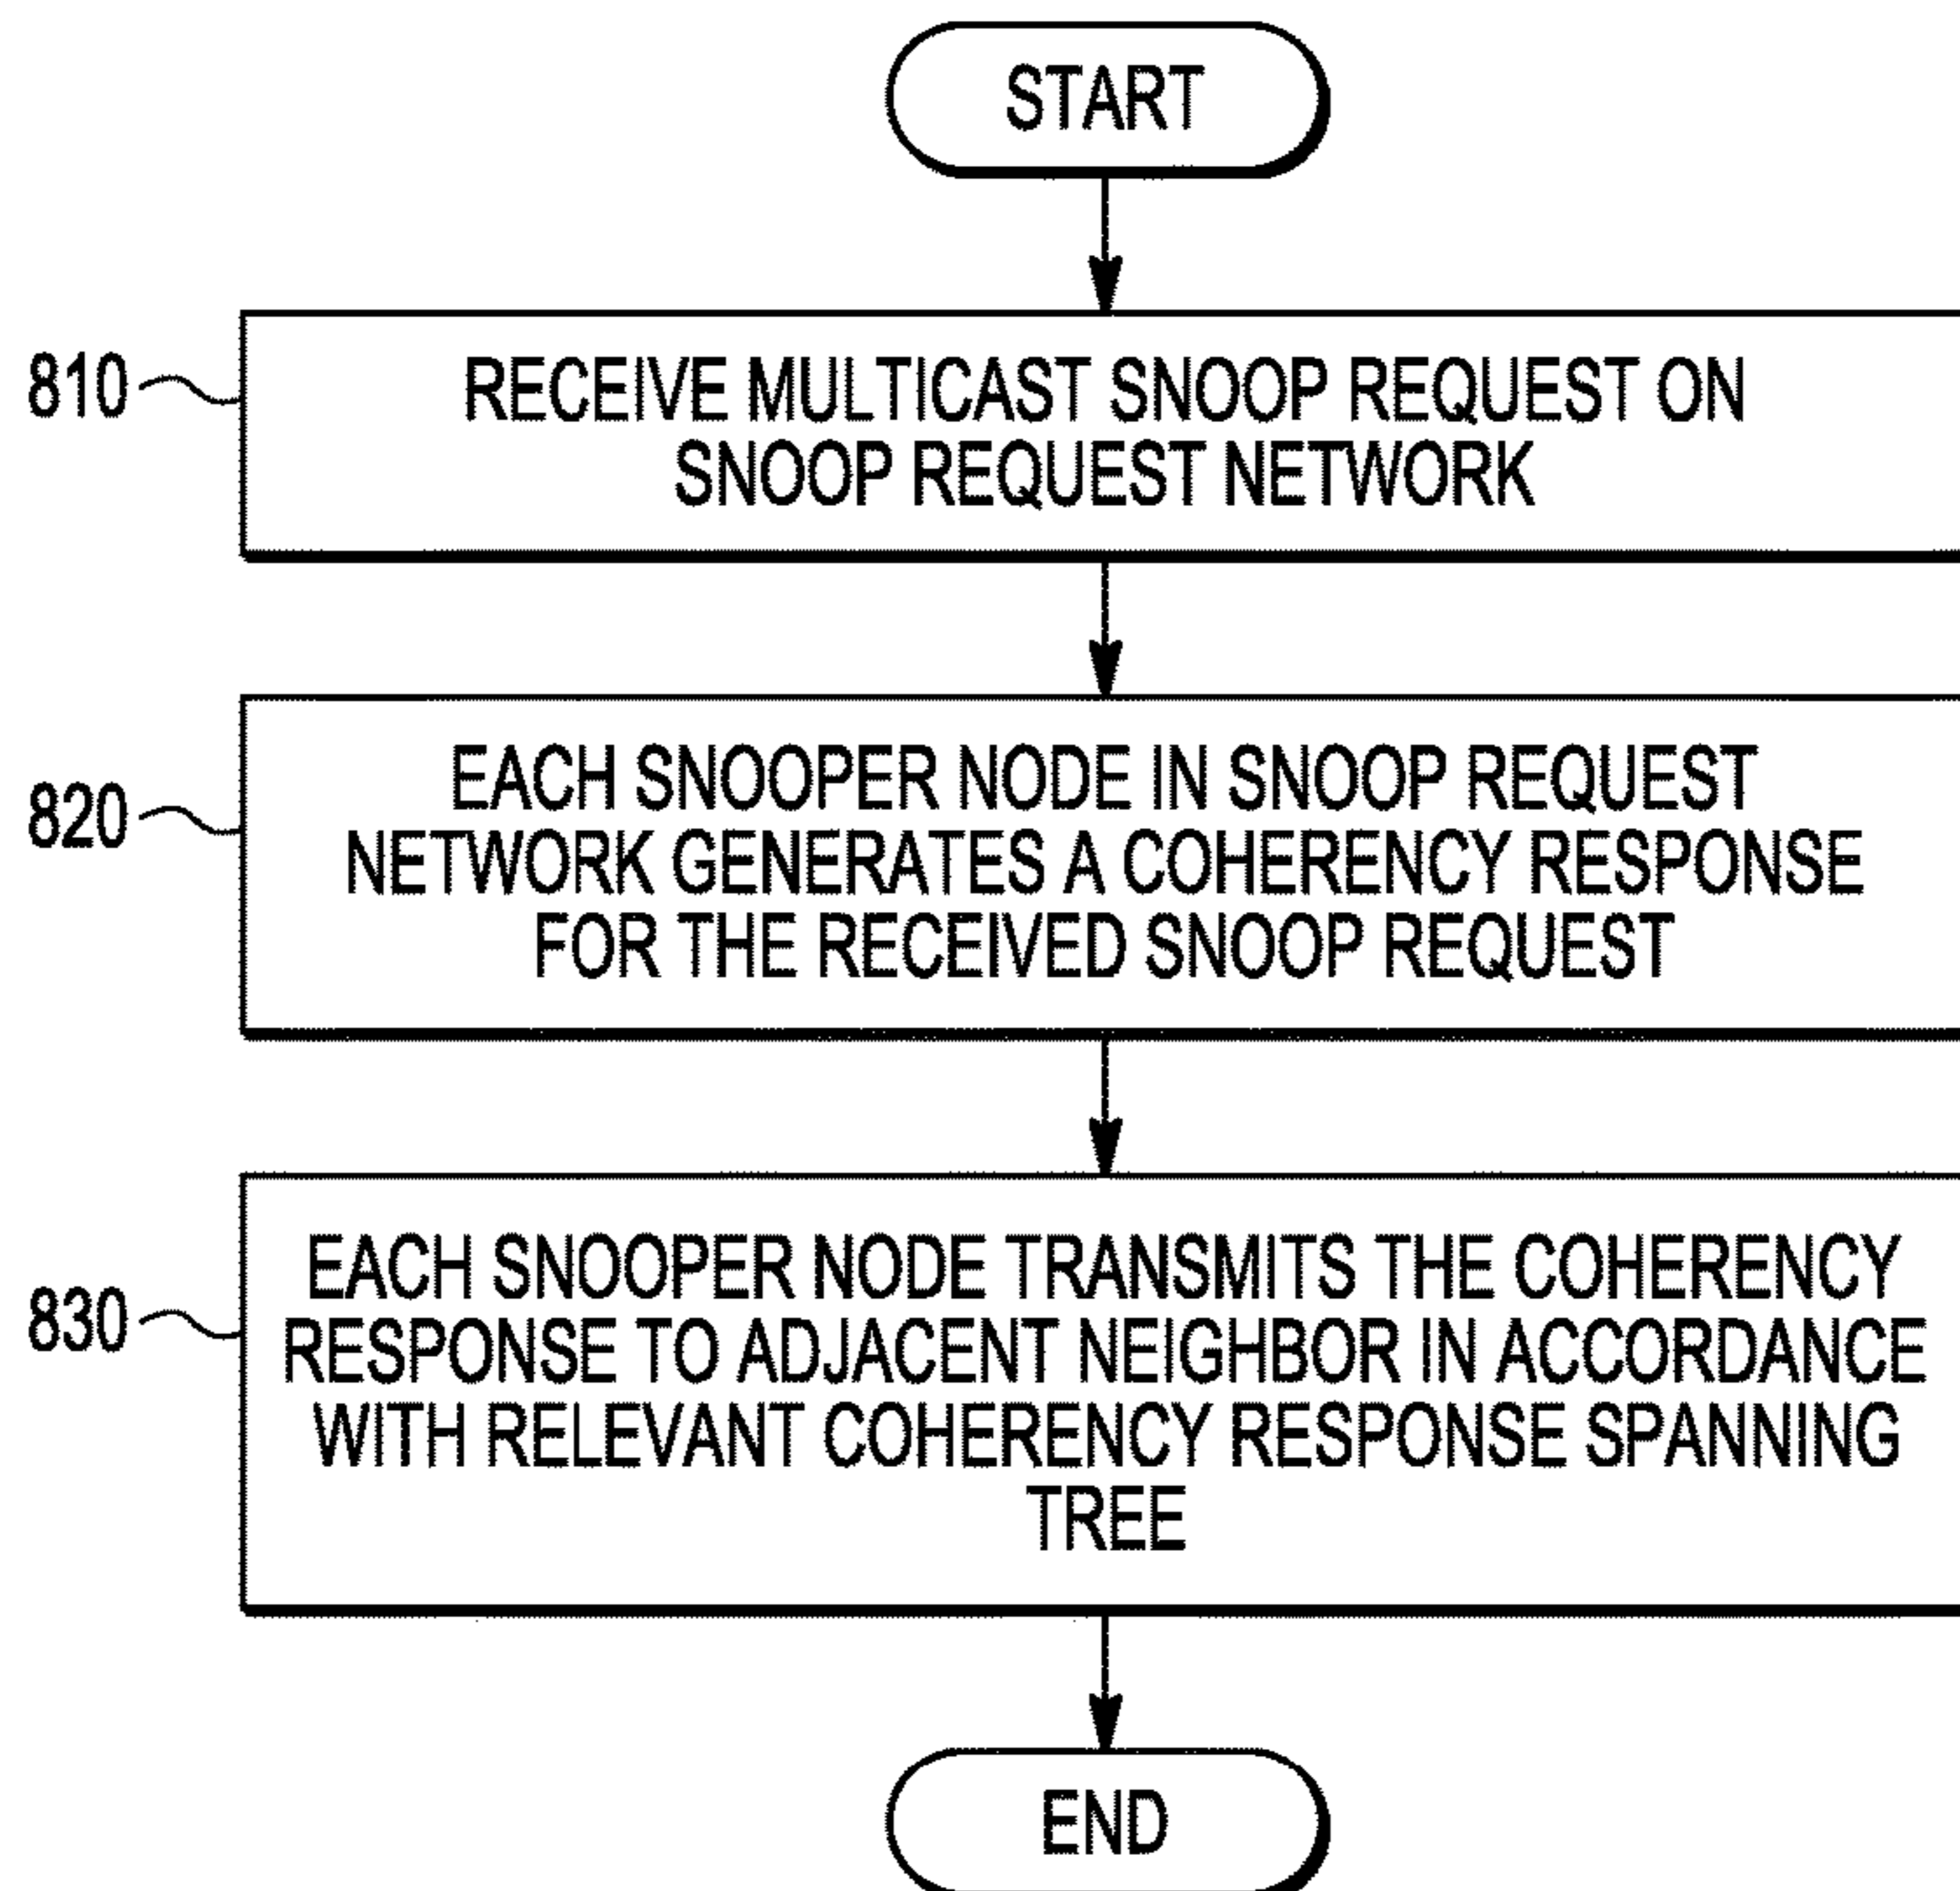 START
810
RECEIVE MULTICAST SNOOP REQUEST ON
SNOOP REQUEST NETWORK
820
EACH SNOOPER NODE IN SNOOP REQUEST
NETWORK GENERATES A COHERENCY RESPONSE
FOR THE RECEIVED SNOOP REQUEST
830
EACH SNOOPER NODE TRANSMITS THE COHERENCY
RESPONSE TO ADJACENT NEIGHBOR IN ACCORDANCE
WITH RELEVANT COHERENCY RESPONSE SPANNING
TREE
END